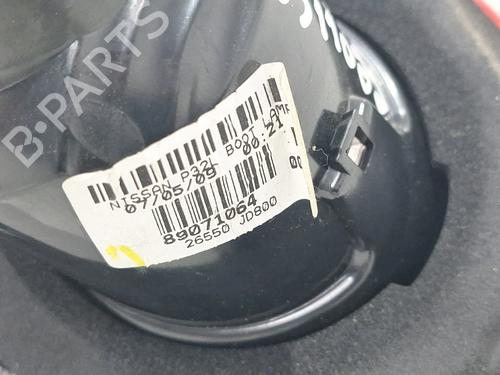 B-PARTS
NISSAN P32L BOOT LAMP
07/05/09 00:21
89071064
26550 JD800